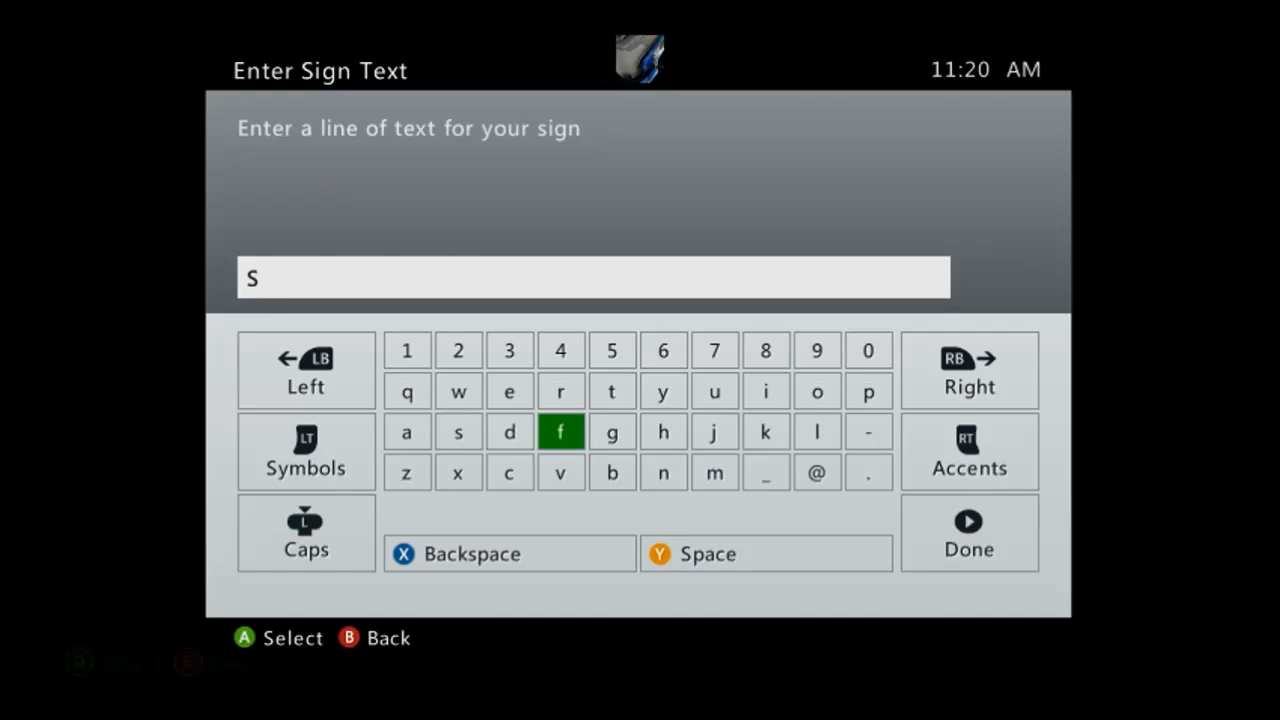 Enter Sign Text
11:20 AM
Enter a line of text for your sign
S
← LB
Left
1 2 3 4 5 6 7 8 9 0
RB →
Right
q w e r t y u i o p
LT
Symbols
a s d f g h j k l -
RT
Accents
z x c v b n m _ @ .
L
Caps
X Backspace
Y Space
Done
A Select B Back